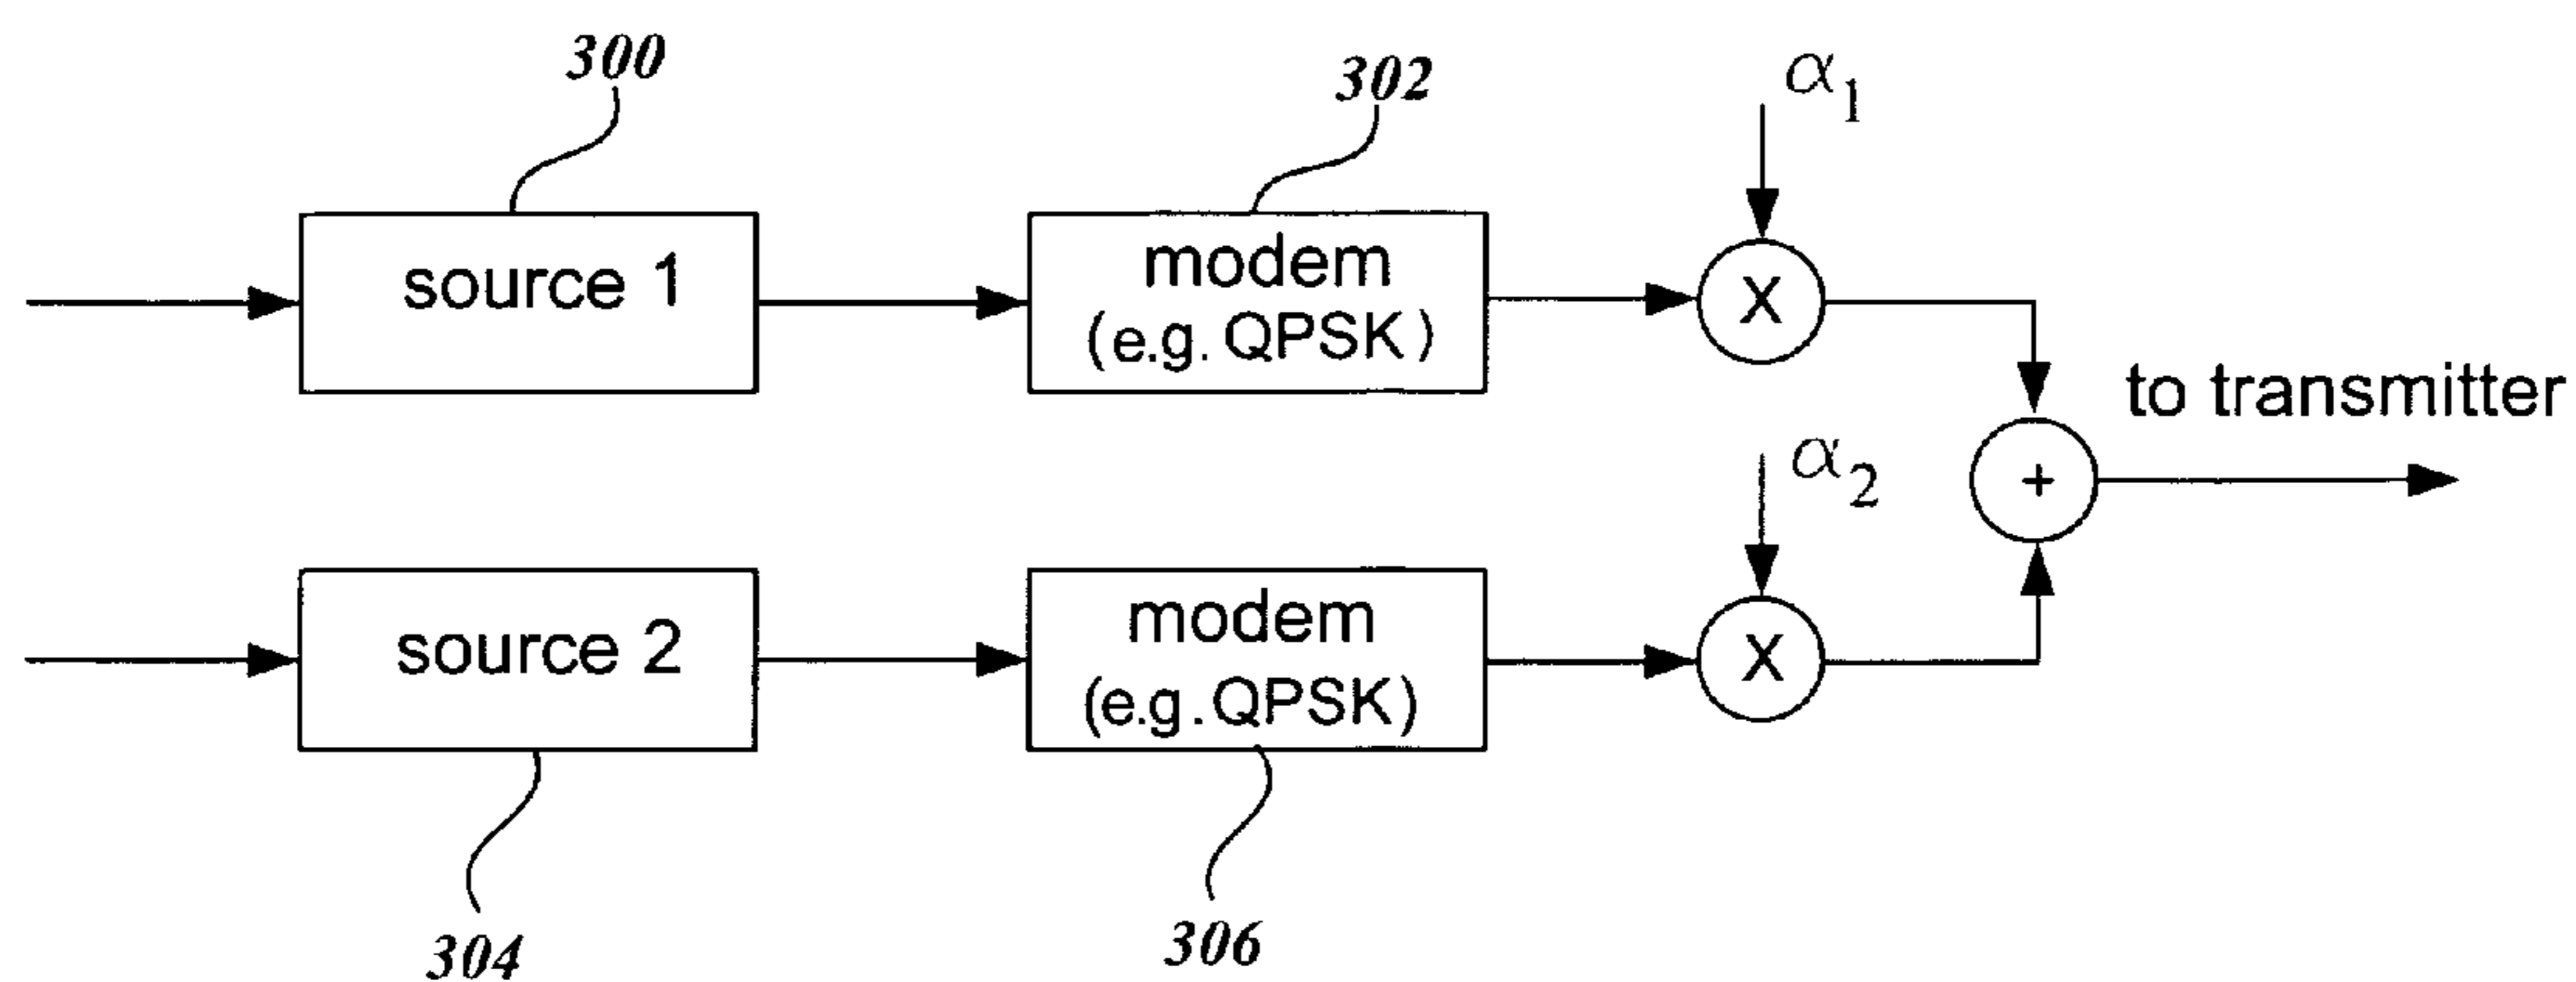 300
302
α1
source 1
modem
(e.g. QPSK)
X
to transmitter
α2
+
source 2
modem
(e.g. QPSK)
X
304
306